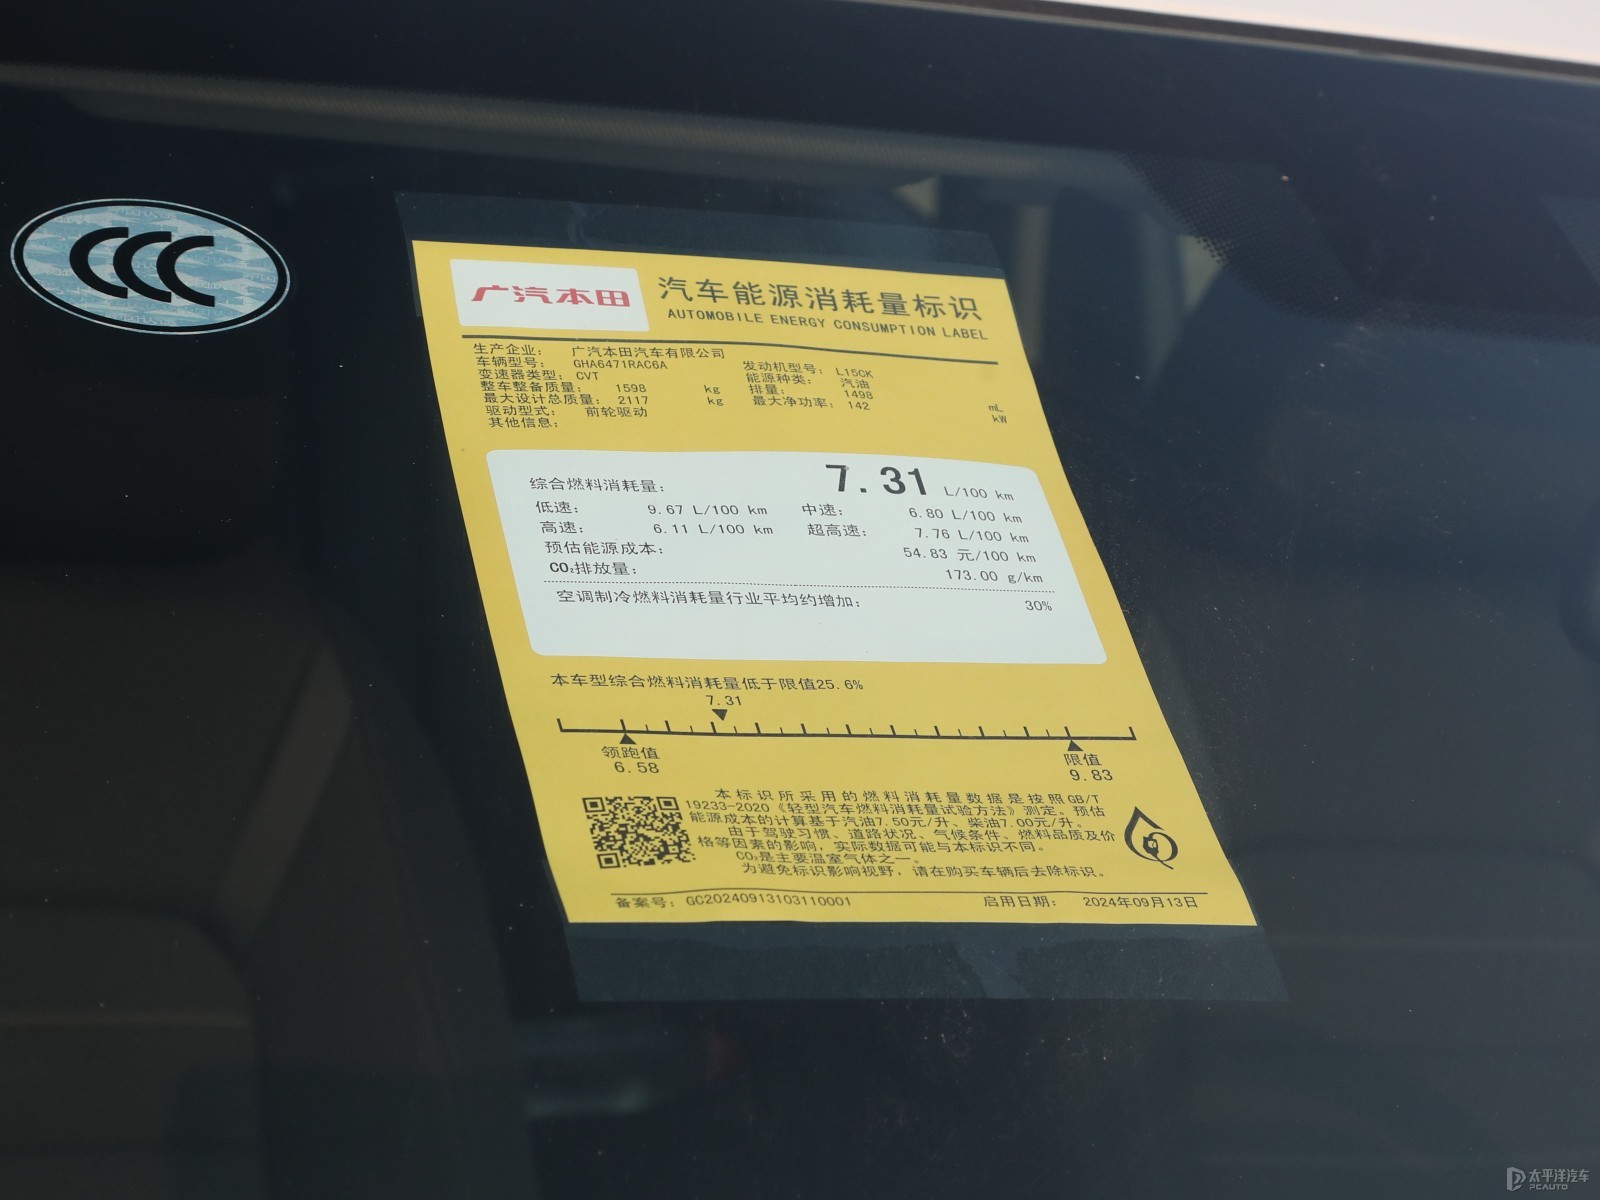 CCC
广汽本田
汽车能源消耗量标识
AUTOMOBILE ENERGY CONSUMPTION LABEL
生产企业: 广汽本田汽车有限公司
车辆型号: GHA6471RAC6A 发动机型号: L15CK
变速器类型: CVT 能源种类: 汽油
整车整备质量: 1598 kg 排量: 1498 mL
最大设计总质量: 2117 kg 最大净功率: 142 kW
驱动型式: 前轮驱动
其他信息:
综合燃料消耗量: 7.31 L/100 km
低速: 9.67 L/100 km 中速: 6.80 L/100 km
高速: 6.11 L/100 km 超高速: 7.76 L/100 km
预估能源成本: 54.83 元/100 km
CO₂排放量: 173.00 g/km
空调制冷燃料消耗量行业平均约增加: 30%
本车型综合燃料消耗量低于限值25.6%
7.31
领跑值 限值
6.58 9.83
本标识所采用的燃料消耗量数据是按照GB/T
19233-2020《轻型汽车燃料消耗量试验方法》测定。预估
能源成本的计算基于汽油7.50元/升、柴油7.00元/升。
由于驾驶习惯、道路状况、气候条件、燃料品质及价
格等因素的影响，实际数据可能与本标识不同。
CO₂是主要温室气体之一。
为避免标识影响视野，请在购买车辆后去除标识。
备案号: GC20240913103110001 启用日期: 2024年09月13日
太平洋汽车
PCAUTO